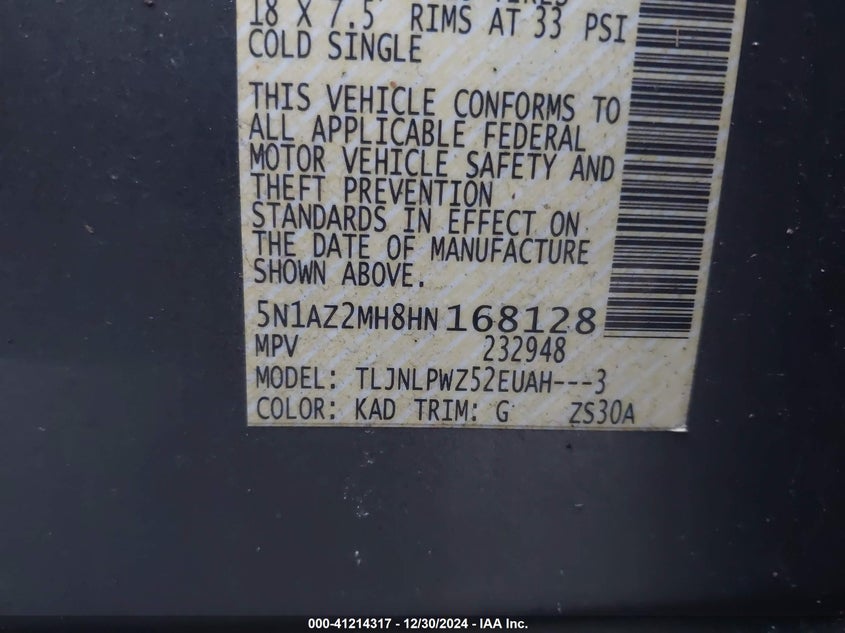 18 X 7.5 RIMS AT 33 PSI
COLD SINGLE
THIS VEHICLE CONFORMS TO
ALL APPLICABLE FEDERAL
MOTOR VEHICLE SAFETY AND
THEFT PREVENTION
STANDARDS IN EFFECT ON
THE DATE OF MANUFACTURE
SHOWN ABOVE.
5N1AZ2MH8HN168128
MPV 232948
MODEL: TLJNLPWZ52EUAH---3
COLOR: KAD TRIM: G ZS30A
000-41214317 - 12/30/2024 - IAA Inc.